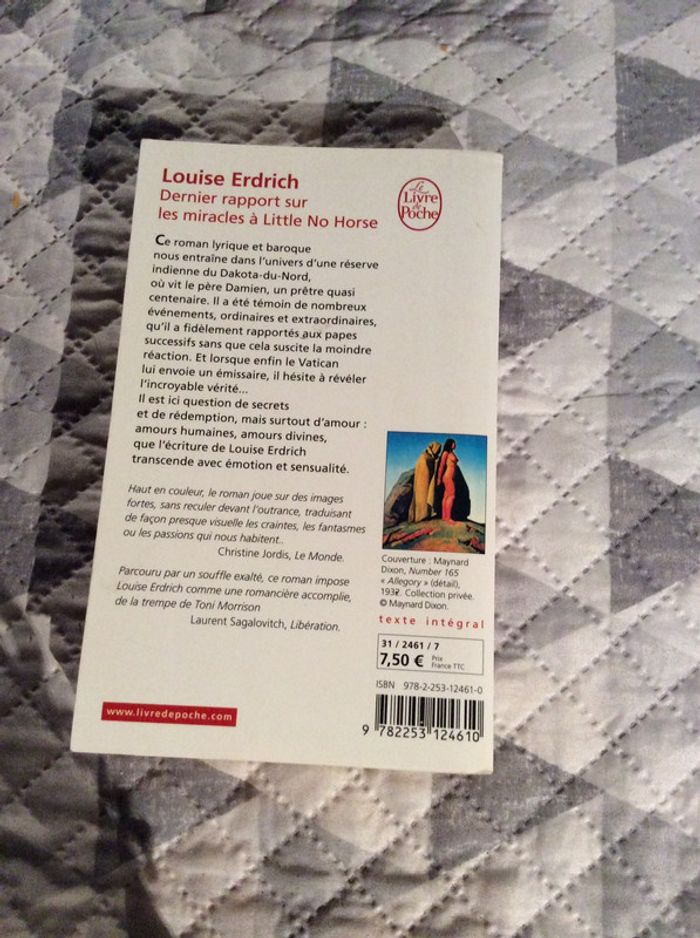 Louise Erdrich
Dernier rapport sur
les miracles à Little No Horse
Le
Livre
de
Poche
Ce roman lyrique et baroque
nous entraîne dans l'univers d'une réserve
indienne du Dakota-du-Nord,
où vit le père Damien, un prêtre quasi
centenaire. Il a été témoin de nombreux
événements, ordinaires et extraordinaires,
qu'il a fidèlement rapportés aux papes
successifs sans que cela suscite la moindre
réaction. Et lorsque enfin le Vatican
lui envoie un émissaire, il hésite à révéler
l'incroyable vérité...
Il est ici question de secrets
et de rédemption, mais surtout d'amour :
amours humaines, amours divines,
que l'écriture de Louise Erdrich
transcende avec émotion et sensualité.
Haut en couleur, le roman joue sur des images
fortes, sans reculer devant l'outrance, traduisant
de façon presque visuelle les craintes, les fantasmes
ou les passions qui nous habitent..
Christine Jordis, Le Monde.
Parcouru par un souffle exalté, ce roman impose
Louise Erdrich comme une romancière accomplie,
de la trempe de Toni Morrison
Laurent Sagalovitch, Libération.
Couverture : Maynard
Dixon, Number 165
« Allegory » (détail),
1932. Collection privée.
© Maynard Dixon.
texte intégral
31 / 2461 / 7
7,50 € Prix
France TTC
ISBN 978-2-253-12461-0
9 782253 124610
www.livredepoche.com